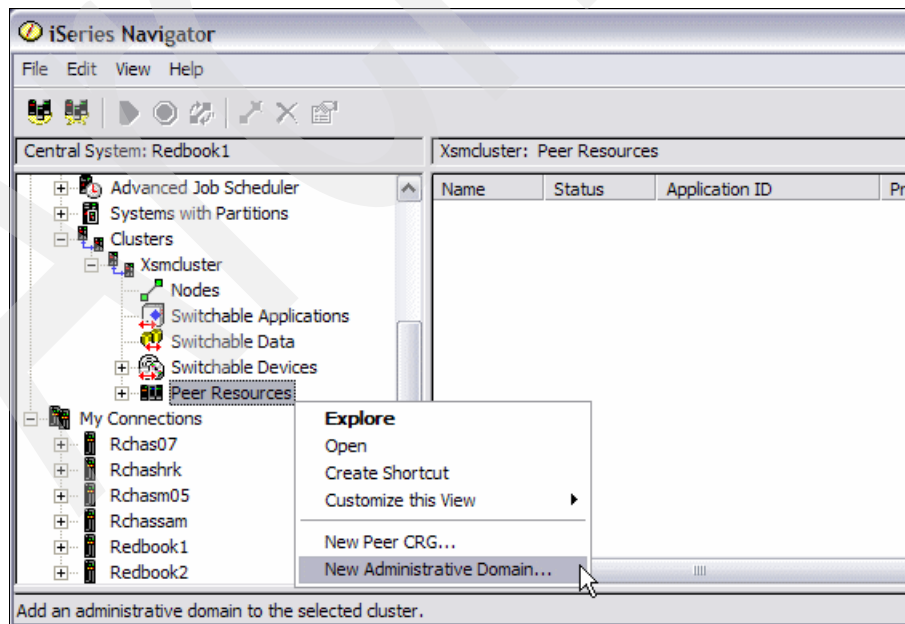 iSeries Navigator
File Edit View Help
Central System: Redbook1
Xsmcluster: Peer Resources
Name Status Application ID Pr
Advanced Job Scheduler
Systems with Partitions
Clusters
Xsmcluster
Nodes
Switchable Applications
Switchable Data
Switchable Devices
Peer Resources
My Connections
Rchas07
Rchashrk
Rchasm05
Rchassam
Redbook1
Redbook2
Explore
Open
Create Shortcut
Customize this View
New Peer CRG...
New Administrative Domain...
Add an administrative domain to the selected cluster.